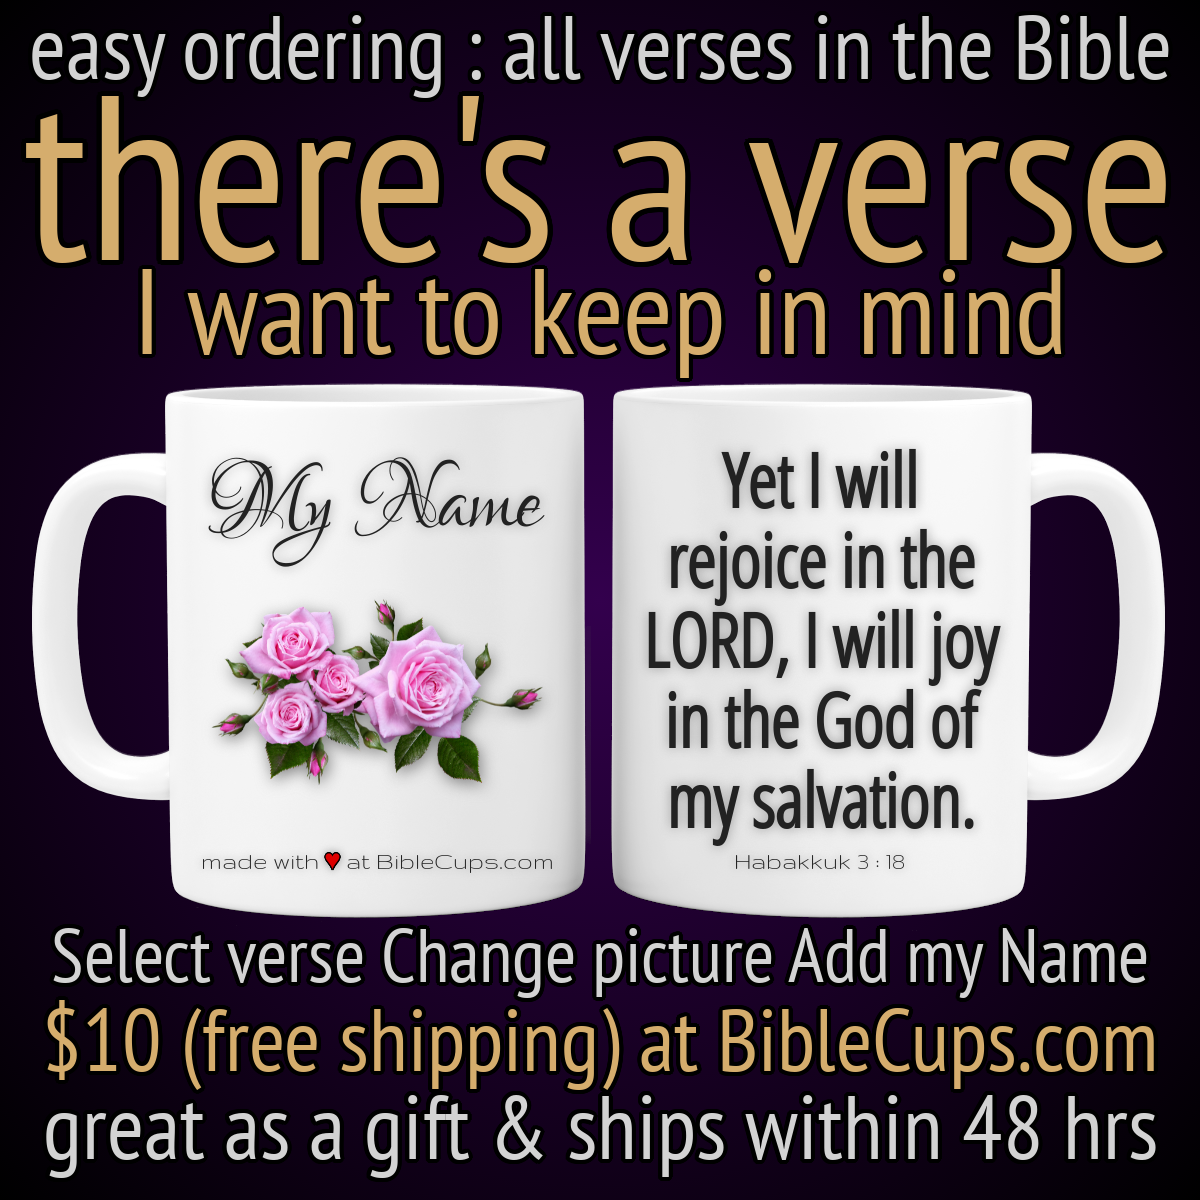 easy ordering : all verses in the Bible
there's a verse
I want to keep in mind
My Name
made with ♥ at BibleCups.com
Yet I will
rejoice in the
LORD, I will joy
in the God of
my salvation.
Habakkuk 3 : 18
Select verse Change picture Add my Name
$10 (free shipping) at BibleCups.com
great as a gift & ships within 48 hrs